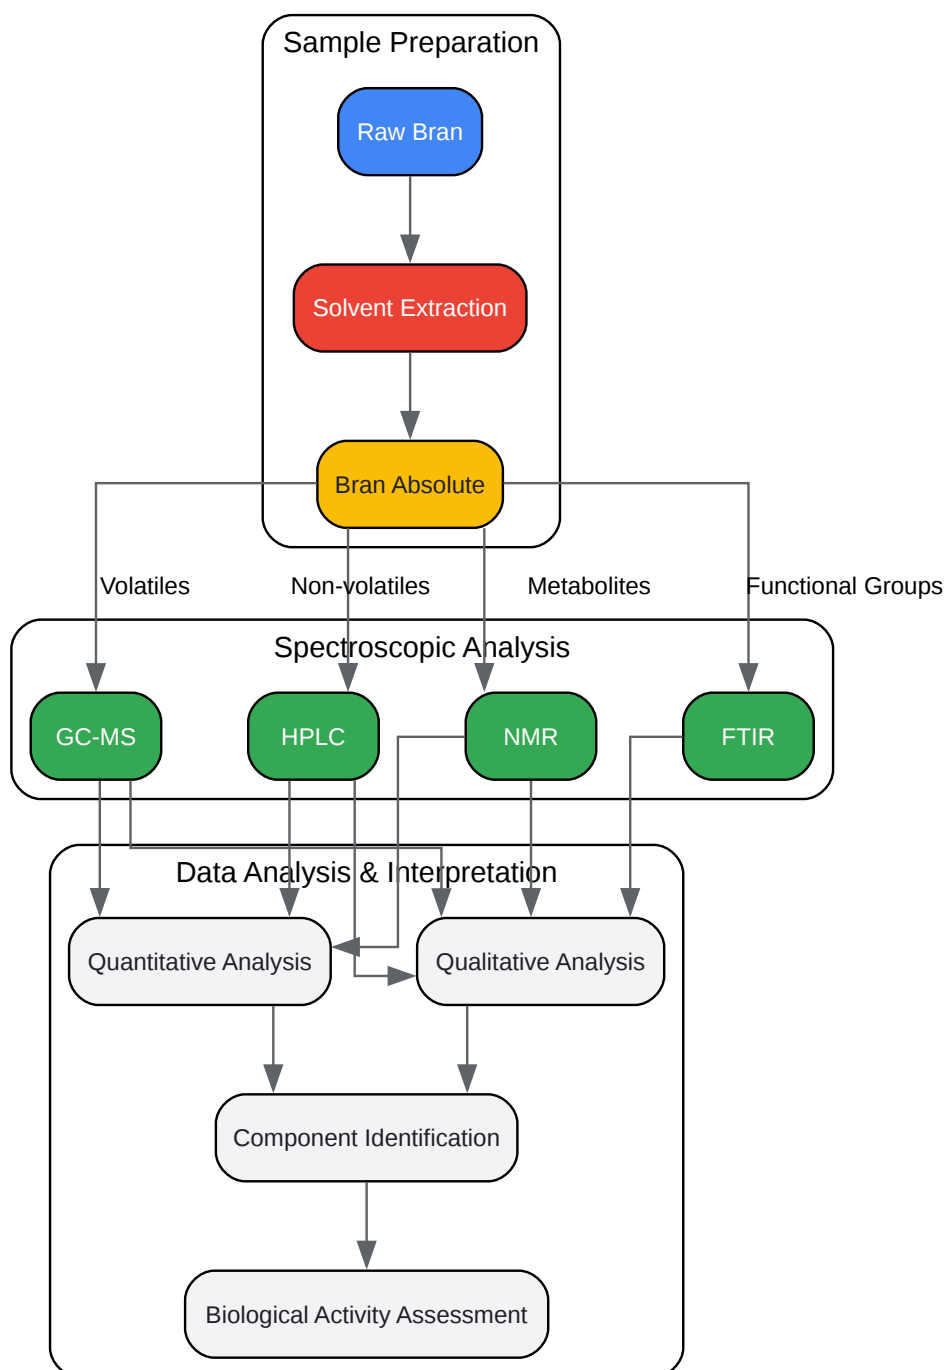 Sample Preparation
Raw Bran
Solvent Extraction
Bran Absolute
Volatiles
Non-volatiles
Metabolites
Functional Groups
Spectroscopic Analysis
GC-MS
HPLC
NMR
FTIR
Data Analysis & Interpretation
Quantitative Analysis
Qualitative Analysis
Component Identification
Biological Activity Assessment